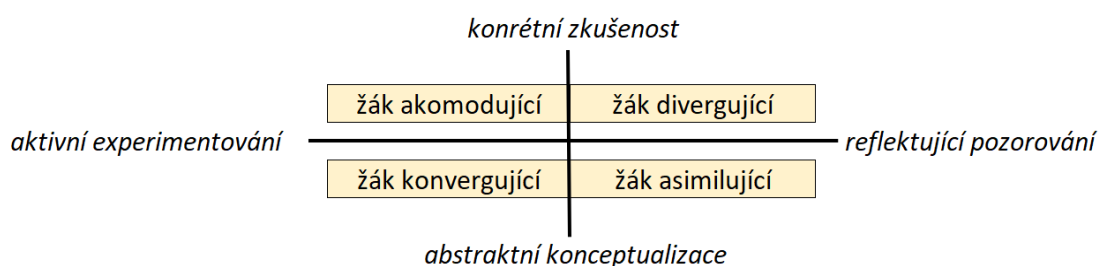 konrétní zkušenost
žák akomodující
žák divergující
aktivní experimentování
reflektující pozorování
žák konvergující
žák asimilující
abstraktní konceptualizace